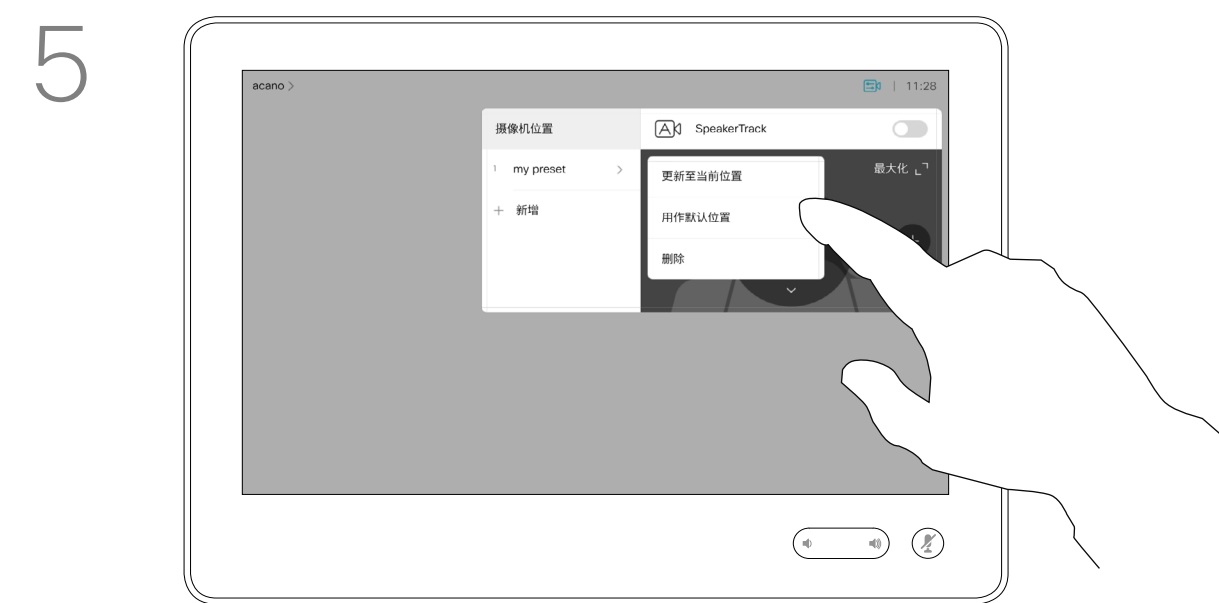 5
acano >
| 11:28
摄像机位置
A SpeakerTrack
1 my preset >
更新至当前位置
最大化
+ 新增
用作默认位置
删除